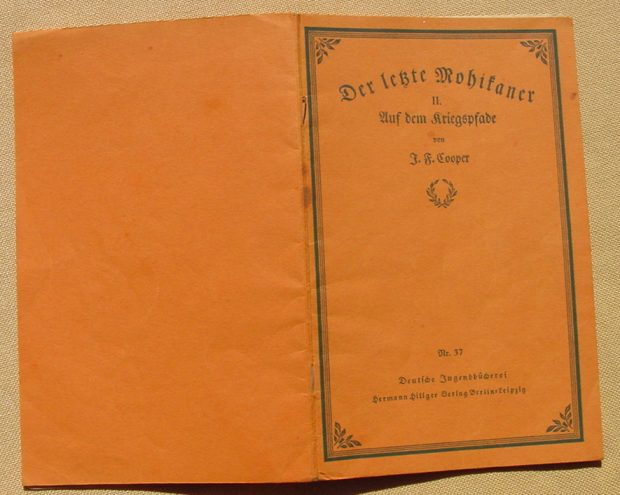 Der letzte Mohikaner
II.
Auf dem Kriegspfade
von
J. F. Cooper
Nr. 37
Deutsche Jugendbücherei
Hermann Hillger Verlag Berlin-Leipzig